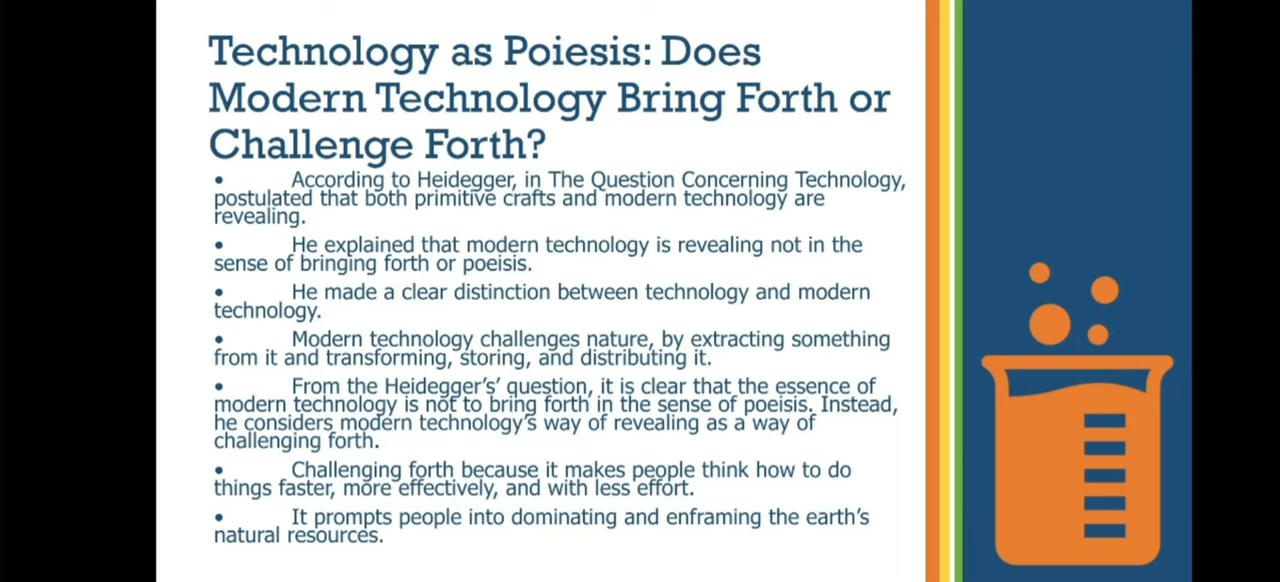 Technology as Poiesis: Does
Modern Technology Bring Forth or
Challenge Forth?
• According to Heidegger, in The Question Concerning Technology,
postulated that both primitive crafts and modern technology are
revealing.
• He explained that modern technology is revealing not in the
sense of bringing forth or poeisis.
• He made a clear distinction between technology and modern
technology.
• Modern technology challenges nature, by extracting something
from it and transforming, storing, and distributing it.
• From the Heidegger's’ question, it is clear that the essence of
modern technology is not to bring forth in the sense of poeisis. Instead,
he considers modern technology’s way of revealing as a way of
challenging forth.
• Challenging forth because it makes people think how to do
things faster, more effectively, and with less effort.
• It prompts people into dominating and enframing the earth’s
natural resources.